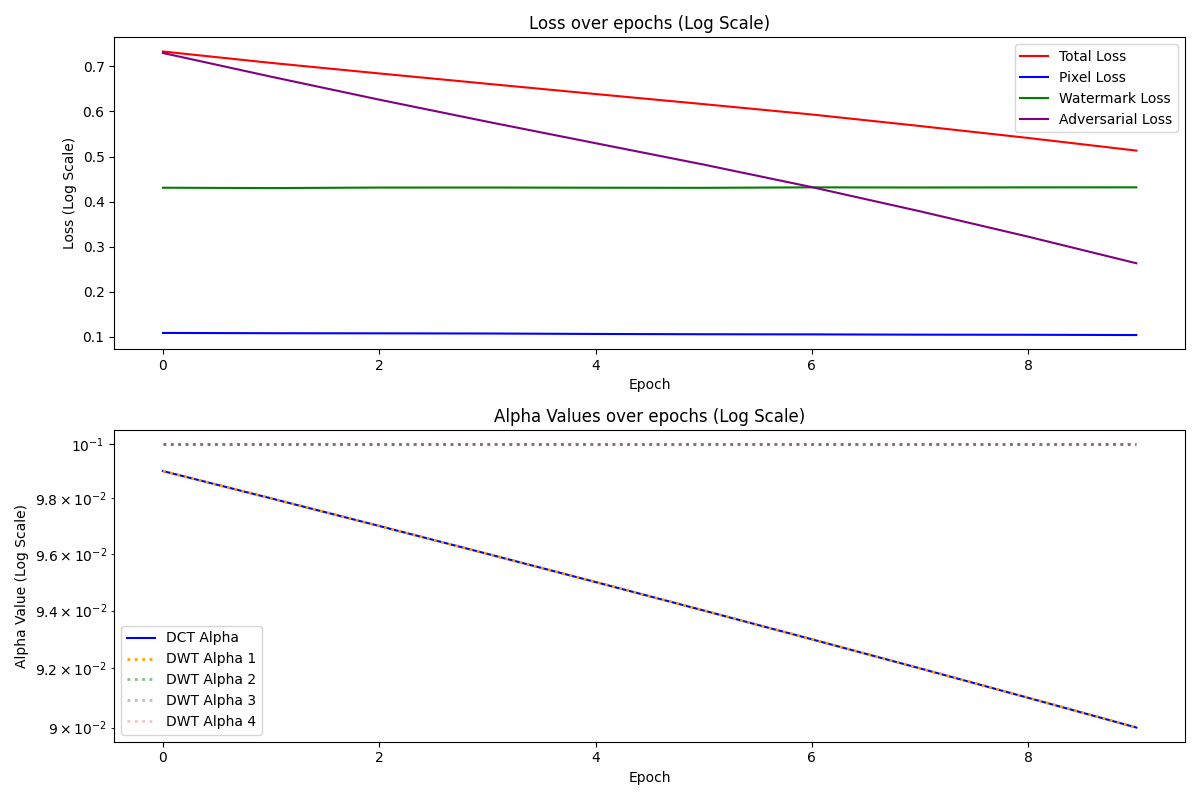 Loss over epochs (Log Scale)
Loss (Log Scale)
0.7
0.6
0.5
0.4
0.3
0.2
0.1
Total Loss
Pixel Loss
Watermark Loss
Adversarial Loss
0 2 4 6 8
Epoch
Alpha Values over epochs (Log Scale)
Alpha Value (Log Scale)
10⁻¹
9.8 × 10⁻²
9.6 × 10⁻²
9.4 × 10⁻²
9.2 × 10⁻²
9 × 10⁻²
DCT Alpha
DWT Alpha 1
DWT Alpha 2
DWT Alpha 3
DWT Alpha 4
0 2 4 6 8
Epoch